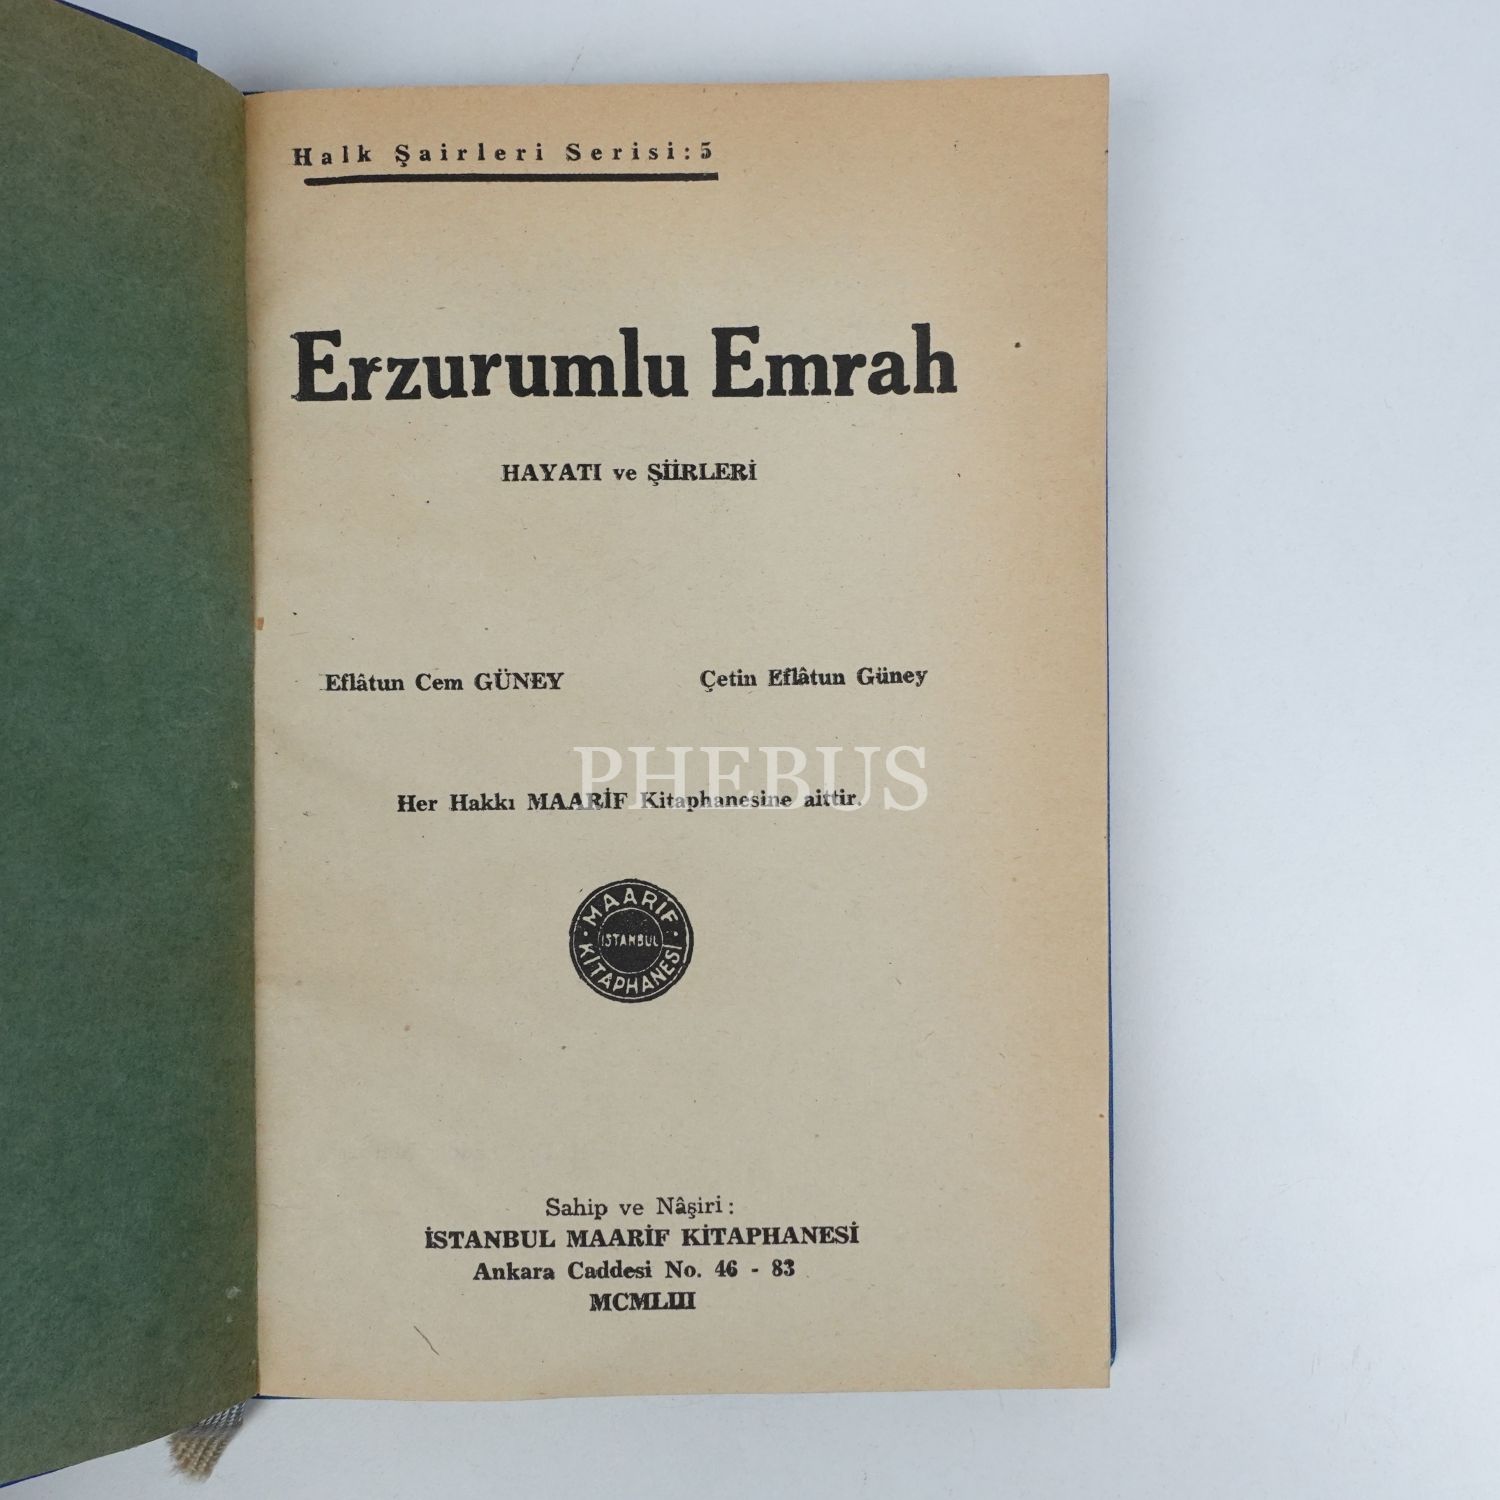 Halk Şairleri Serisi: 5
Erzurumlu Emrah
HAYATI ve ŞİİRLERİ
Eflâtun Cem GÜNEY
Çetin Eflâtun Güney
PHEBUS
Her Hakkı MAARİF Kitaphanesine aittir.
MAARİF
İSTANBUL
KİTAPHANESİ
Sahip ve Nâşiri :
İSTANBUL MAARİF KİTAPHANESİ
Ankara Caddesi No. 46 - 83
MCMLIII